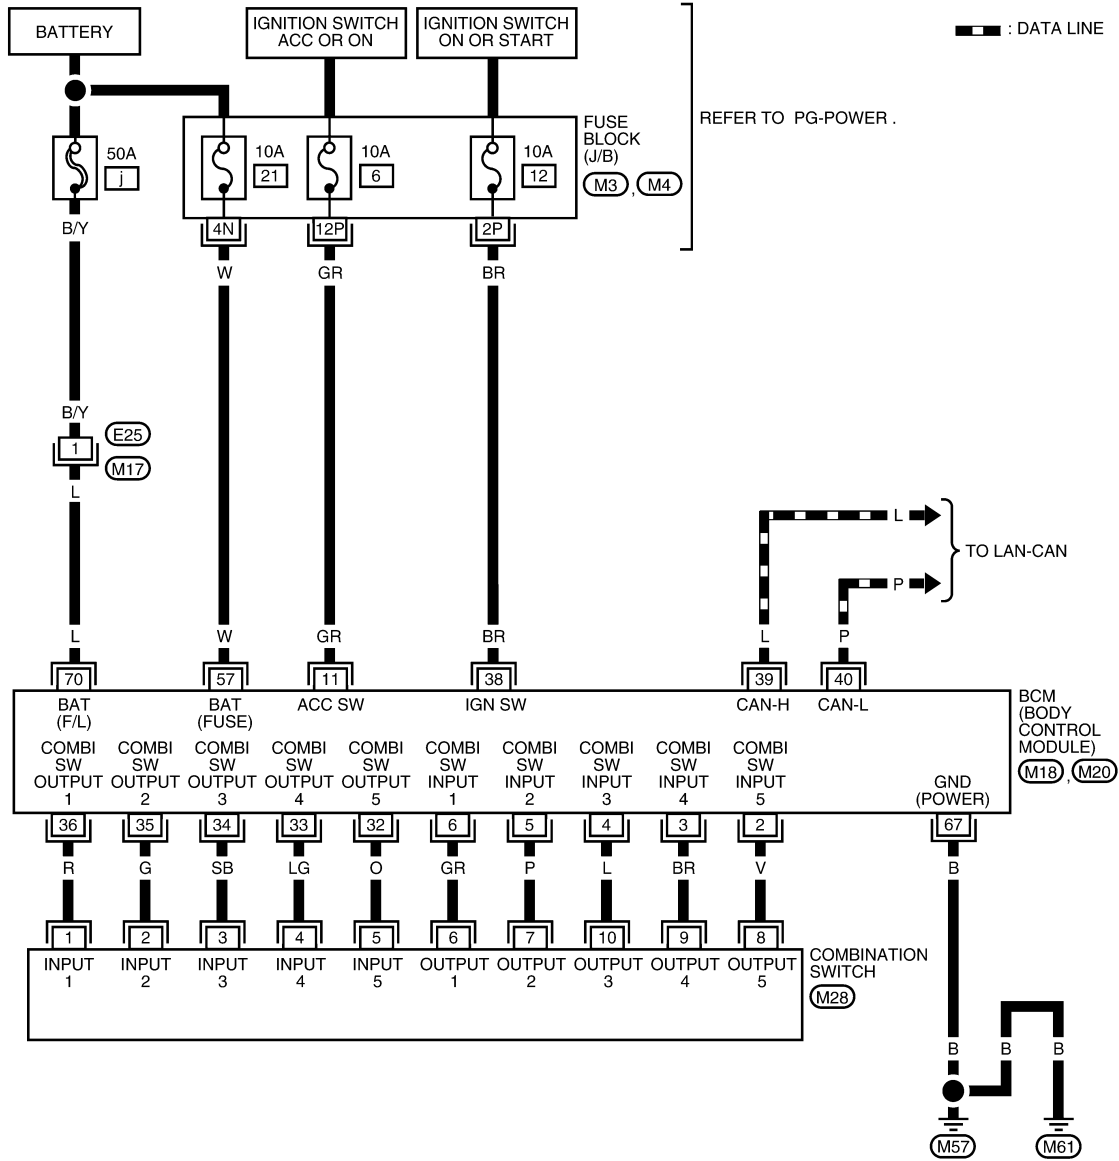 BATTERY
IGNITION SWITCH
ACC OR ON
IGNITION SWITCH
ON OR START
: DATA LINE
REFER TO PG-POWER .
50A
j
10A
21
10A
6
10A
12
FUSE
BLOCK
(J/B)
M3 , M4
4N 12P 2P
B/Y W GR BR
B/Y
1
E25
M17
L
L
P
TO LAN-CAN
L W GR BR L P
70 57 11 38 39 40
BAT
(F/L)
BAT
(FUSE)
ACC SW
IGN SW
CAN-H
CAN-L
BCM
(BODY
CONTROL
MODULE)
M18 , M20
COMBI
SW
OUTPUT
1
COMBI
SW
OUTPUT
2
COMBI
SW
OUTPUT
3
COMBI
SW
OUTPUT
4
COMBI
SW
OUTPUT
5
COMBI
SW
INPUT
1
COMBI
SW
INPUT
2
COMBI
SW
INPUT
3
COMBI
SW
INPUT
4
COMBI
SW
INPUT
5
GND
(POWER)
36 35 34 33 32 6 5 4 3 2 67
R G SB LG O GR P L BR V B
1 2 3 4 5 6 7 10 9 8
INPUT
1
INPUT
2
INPUT
3
INPUT
4
INPUT
5
OUTPUT
1
OUTPUT
2
OUTPUT
3
OUTPUT
4
OUTPUT
5
COMBINATION
SWITCH
M28
B B B
M57 M61